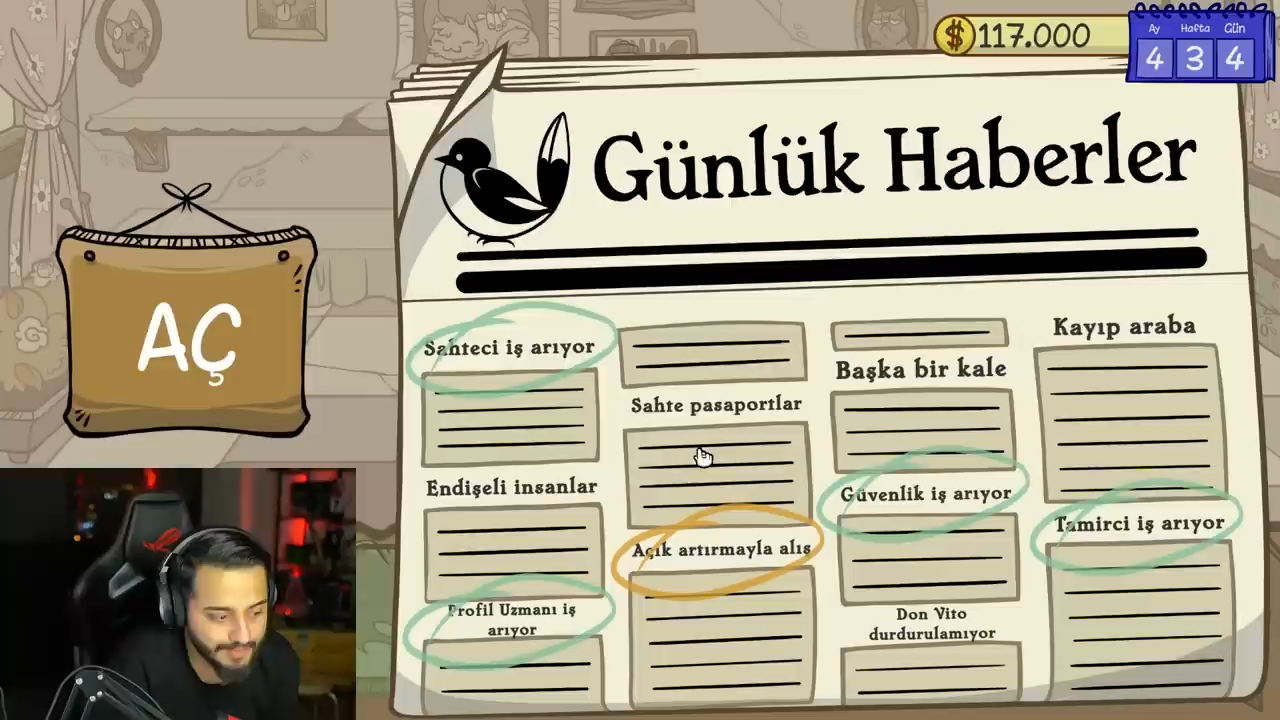 $ 117.000
Ay Hafta Gün
4 3 4
Günlük Haberler
AÇ
Sahteci iş arıyor
Endişeli insanlar
Profil Uzmanı iş
arıyor
Sahte pasaportlar
Açık artırmayla alış
Başka bir kale
Güvenlik iş arıyor
Don Vito
durdurulamıyor
Kayıp araba
Tamirci iş arıyor